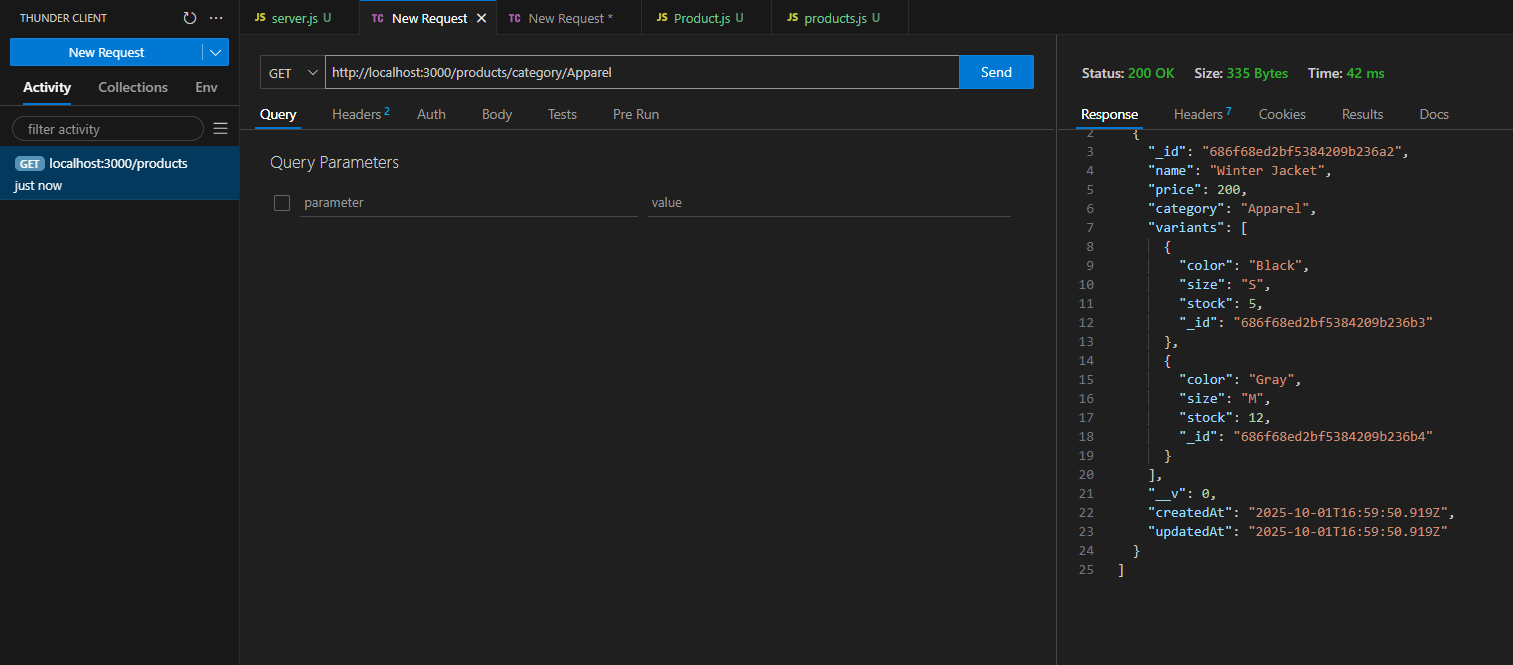 THUNDER CLIENT
New Request
Activity Collections Env
filter activity
GET localhost:3000/products
just now
JS server.js U
TC New Request
TC New Request *
JS Product.js U
JS products.js U
GET http://localhost:3000/products/category/Apparel Send
Query Headers 2 Auth Body Tests Pre Run
Query Parameters
parameter value
Status: 200 OK Size: 335 Bytes Time: 42 ms
Response Headers 7 Cookies Results Docs
2 {
3 "_id": "686f68ed2bf5384209b236a2",
4 "name": "Winter Jacket",
5 "price": 200,
6 "category": "Apparel",
7 "variants": [
8 {
9 "color": "Black",
10 "size": "S",
11 "stock": 5,
12 "_id": "686f68ed2bf5384209b236b3"
13 },
14 {
15 "color": "Gray",
16 "size": "M",
17 "stock": 12,
18 "_id": "686f68ed2bf5384209b236b4"
19 }
20 ],
21 "__v": 0,
22 "createdAt": "2025-10-01T16:59:50.919Z",
23 "updatedAt": "2025-10-01T16:59:50.919Z"
24 }
25 ]